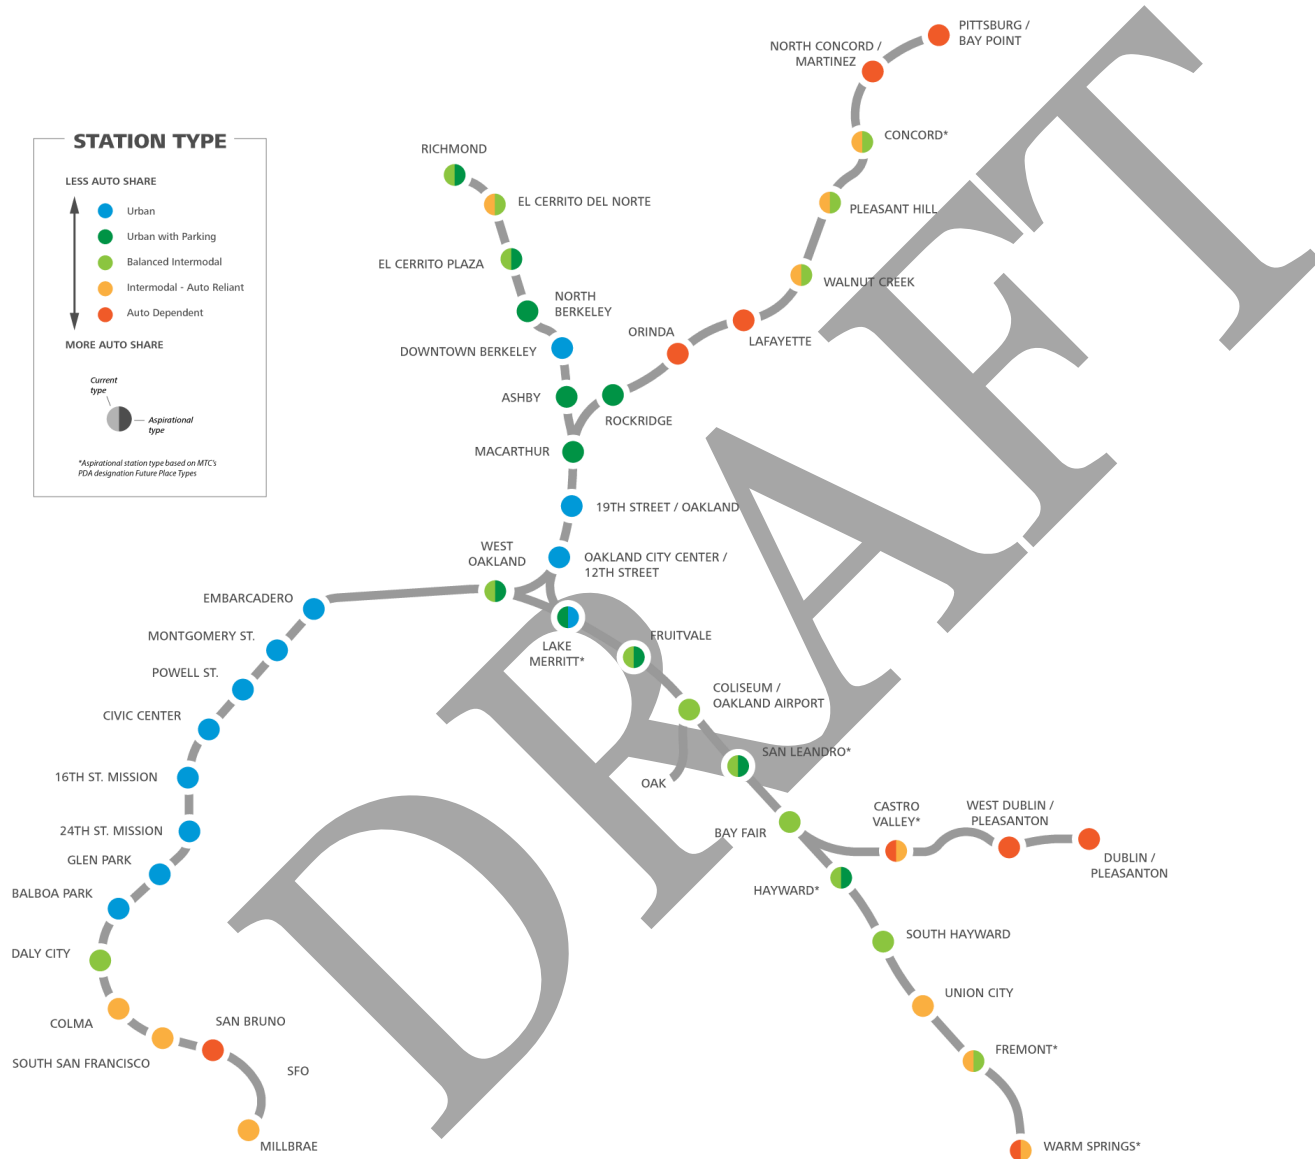 PITTSBURG /
BAY POINT
NORTH CONCORD /
MARTINEZ
CONCORD*
PLEASANT HILL
WALNUT CREEK
LAFAYETTE
ORINDA
ROCKRIDGE
STATION TYPE
LESS AUTO SHARE
Urban
Urban with Parking
Balanced Intermodal
Intermodal - Auto Reliant
Auto Dependent
MORE AUTO SHARE
Current
type
Aspirational
type
*Aspirational station type based on MTC's
PDA designation Future Place Types
RICHMOND
EL CERRITO DEL NORTE
EL CERRITO PLAZA
NORTH
BERKELEY
DOWNTOWN BERKELEY
ASHBY
MACARTHUR
19TH STREET / OAKLAND
OAKLAND CITY CENTER /
12TH STREET
WEST
OAKLAND
EMBARCADERO
MONTGOMERY ST.
POWELL ST.
CIVIC CENTER
16TH ST. MISSION
24TH ST. MISSION
GLEN PARK
BALBOA PARK
DALY CITY
COLMA
SOUTH SAN FRANCISCO
SAN BRUNO
SFO
MILLBRAE
LAKE
MERRITT*
FRUITVALE
COLISEUM /
OAKLAND AIRPORT
OAK
SAN LEANDRO*
BAY FAIR
CASTRO
VALLEY*
WEST DUBLIN /
PLEASANTON
DUBLIN /
PLEASANTON
HAYWARD*
SOUTH HAYWARD
UNION CITY
FREMONT*
WARM SPRINGS*
DRAFT